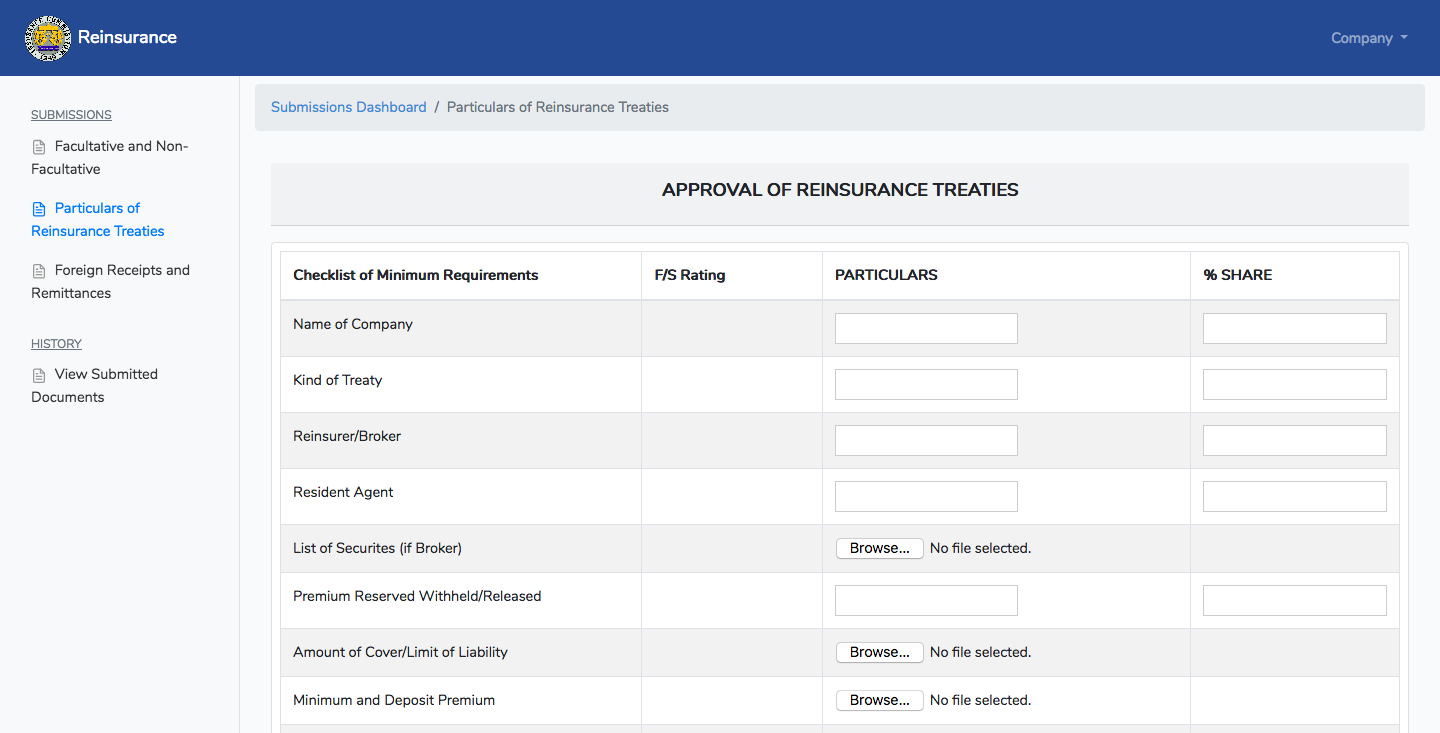 Reinsurance
Company
SUBMISSIONS
Facultative and Non-
Facultative
Particulars of
Reinsurance Treaties
Foreign Receipts and
Remittances
HISTORY
View Submitted
Documents
Submissions Dashboard / Particulars of Reinsurance Treaties
APPROVAL OF REINSURANCE TREATIES
Checklist of Minimum Requirements F/S Rating PARTICULARS % SHARE
Name of Company
Kind of Treaty
Reinsurer/Broker
Resident Agent
List of Securites (if Broker) Browse... No file selected.
Premium Reserved Withheld/Released
Amount of Cover/Limit of Liability Browse... No file selected.
Minimum and Deposit Premium Browse... No file selected.